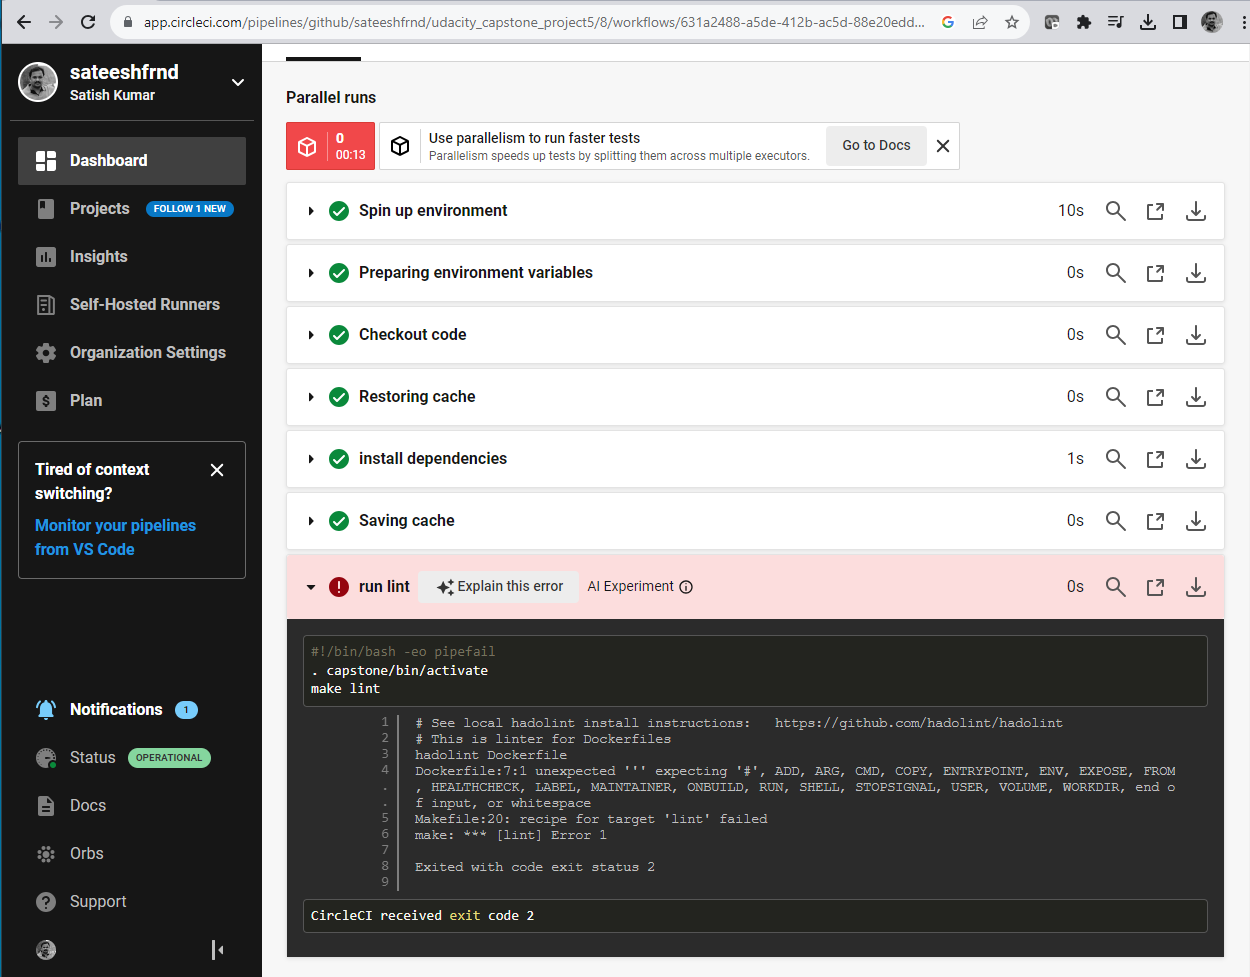 app.circleci.com/pipelines/github/sateeshfrnd/udacity_capstone_project5/8/workflows/631a2488-a5de-412b-ac5d-88e20edd...
sateeshfrnd
Satish Kumar
Dashboard
Projects FOLLOW 1 NEW
Insights
Self-Hosted Runners
Organization Settings
Plan
Tired of context
switching?
Monitor your pipelines
from VS Code
Notifications 1
Status OPERATIONAL
Docs
Orbs
Support
Parallel runs
0
00:13
Use parallelism to run faster tests
Parallelism speeds up tests by splitting them across multiple executors.
Go to Docs
Spin up environment 10s
Preparing environment variables 0s
Checkout code 0s
Restoring cache 0s
install dependencies 1s
Saving cache 0s
run lint Explain this error AI Experiment 0s
#!/bin/bash -eo pipefail
. capstone/bin/activate
make lint
1 # See local hadolint install instructions:   https://github.com/hadolint/hadolint
2 # This is linter for Dockerfiles
3 hadolint Dockerfile
4 Dockerfile:7:1 unexpected ''' expecting '#', ADD, ARG, CMD, COPY, ENTRYPOINT, ENV, EXPOSE, FROM
. , HEALTHCHECK, LABEL, MAINTAINER, ONBUILD, RUN, SHELL, STOPSIGNAL, USER, VOLUME, WORKDIR, end o
. f input, or whitespace
5 Makefile:20: recipe for target 'lint' failed
6 make: *** [lint] Error 1
7
8 Exited with code exit status 2
9
CircleCI received exit code 2